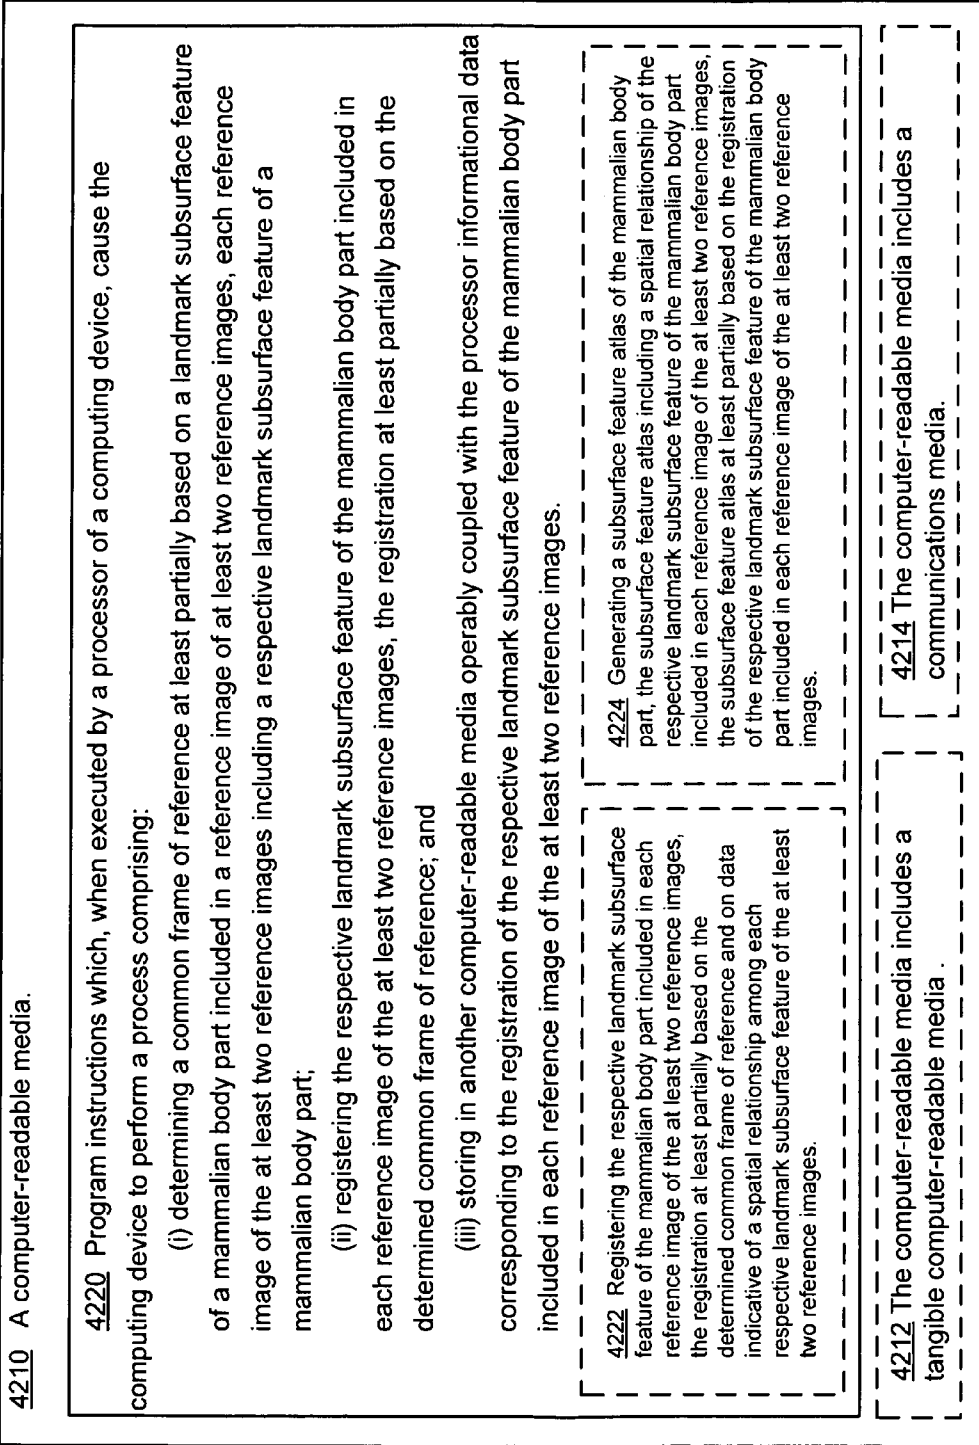 4210 A computer-readable media.
4220 Program instructions which, when executed by a processor of a computing device, cause the
computing device to perform a process comprising:
(i) determining a common frame of reference at least partially based on a landmark subsurface feature
of a mammalian body part included in a reference image of at least two reference images, each reference
image of the at least two reference images including a respective landmark subsurface feature of a
mammalian body part;
(ii) registering the respective landmark subsurface feature of the mammalian body part included in
each reference image of the at least two reference images, the registration at least partially based on the
determined common frame of reference; and
(iii) storing in another computer-readable media operably coupled with the processor informational data
corresponding to the registration of the respective landmark subsurface feature of the mammalian body part
included in each reference image of the at least two reference images.
4222 Registering the respective landmark subsurface
feature of the mammalian body part included in each
reference image of the at least two reference images,
the registration at least partially based on the
determined common frame of reference and on data
indicative of a spatial relationship among each
respective landmark subsurface feature of the at least
two reference images.
4224 Generating a subsurface feature atlas of the mammalian body
part, the subsurface feature atlas including a spatial relationship of the
respective landmark subsurface feature of the mammalian body part
included in each reference image of the at least two reference images,
the subsurface feature atlas at least partially based on the registration
of the respective landmark subsurface feature of the mammalian body
part included in each reference image of the at least two reference
images.
4212 The computer-readable media includes a
tangible computer-readable media .
4214 The computer-readable media includes a
communications media.